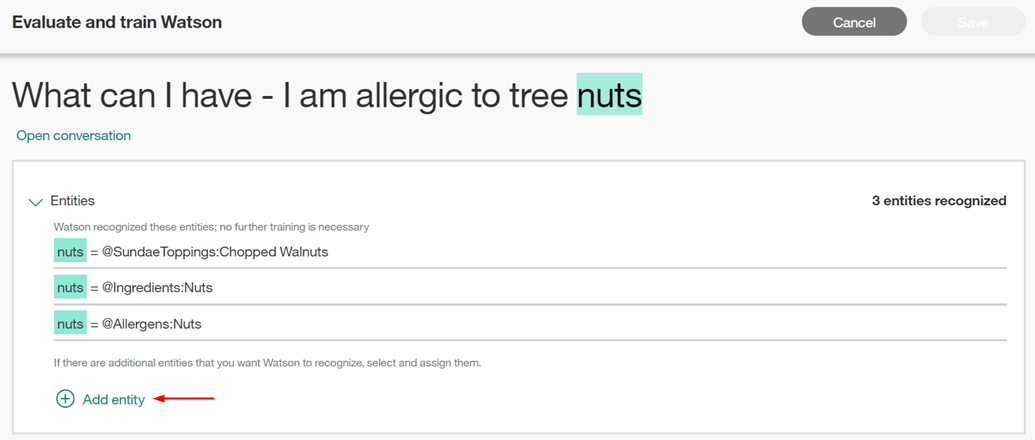 Evaluate and train Watson
Cancel
Save
What can I have - I am allergic to tree nuts
Open conversation
Entities
3 entities recognized
Watson recognized these entities; no further training is necessary
nuts = @SundaeToppings:Chopped Walnuts
nuts = @Ingredients:Nuts
nuts = @Allergens:Nuts
If there are additional entities that you want Watson to recognize, select and assign them.
Add entity